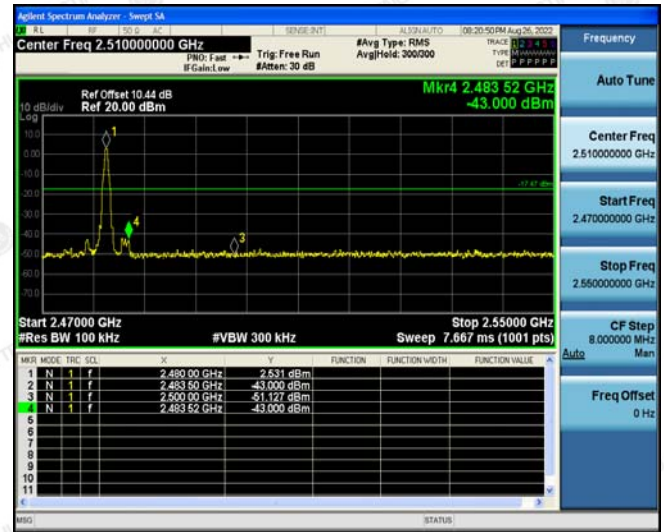 Agilent Spectrum Analyzer - Swept SA
RL RF 50 Ω AC SENSE:INT ALIGNAUTO 08:20:50 PM Aug 26, 2022
Center Freq 2.510000000 GHz
PNO: Fast
IFGain:Low
Trig: Free Run
#Atten: 30 dB
#Avg Type: RMS
Avg|Hold: 300/300
TRACE 1 2 3 4 5 6
TYPE
DET P P P P P P
Mkr4 2.483 52 GHz
-43.000 dBm
Ref Offset 10.44 dB
10 dB/div Ref 20.00 dBm
Log
10.0
0.00
-10.0
-20.0
-30.0
-40.0
-50.0
-60.0
-70.0
1
4
3
-17.47 dBm
Start 2.47000 GHz Stop 2.55000 GHz
#Res BW 100 kHz #VBW 300 kHz Sweep 7.667 ms (1001 pts)
MKR MODE TRC SCL X Y FUNCTION FUNCTION WIDTH FUNCTION VALUE
1 N 1 f 2.480 00 GHz 2.531 dBm
2 N 1 f 2.483 50 GHz -43.000 dBm
3 N 1 f 2.500 00 GHz -51.127 dBm
4 N 1 f 2.483 52 GHz -43.000 dBm
5
6
7
8
9
10
11
MSG STATUS
Frequency
Auto Tune
Center Freq
2.510000000 GHz
Start Freq
2.470000000 GHz
Stop Freq
2.550000000 GHz
CF Step
8.000000 MHz
Auto Man
Freq Offset
0 Hz